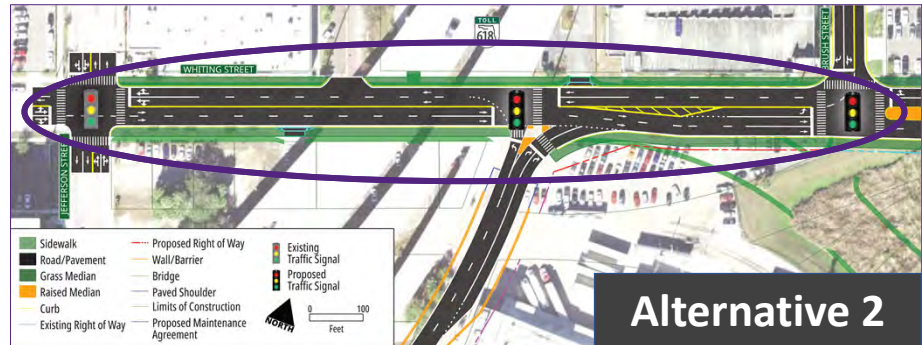 TOLL
618
WHITING STREET
BRUSH STREET
JEFFERSON STREET
Sidewalk
Road/Pavement
Grass Median
Raised Median
Curb
Existing Right of Way
Proposed Right of Way
Wall/Barrier
Bridge
Paved Shoulder
Limits of Construction
Proposed Maintenance
Agreement
Existing
Traffic Signal
Proposed
Traffic Signal
NORTH
0 100
Feet
Alternative 2